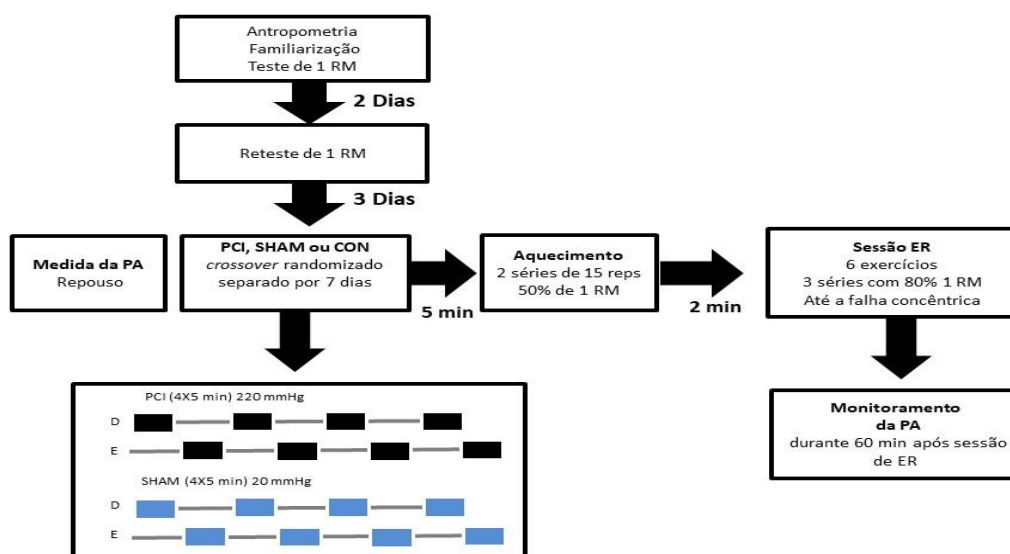 Antropometria
Familiarização
Teste de 1 RM
2 Dias
Reteste de 1 RM
3 Dias
Medida da PA
Repouso
PCI, SHAM ou CON
crossover randomizado
separado por 7 dias
5 min
Aquecimento
2 séries de 15 reps
50% de 1 RM
2 min
Sessão ER
6 exercícios
3 séries com 80% 1 RM
Até a falha concêntrica
PCI (4X5 min) 220 mmHg
D
E
SHAM (4X5 min) 20 mmHg
D
E
Monitoramento
da PA
durante 60 min após sessão
de ER